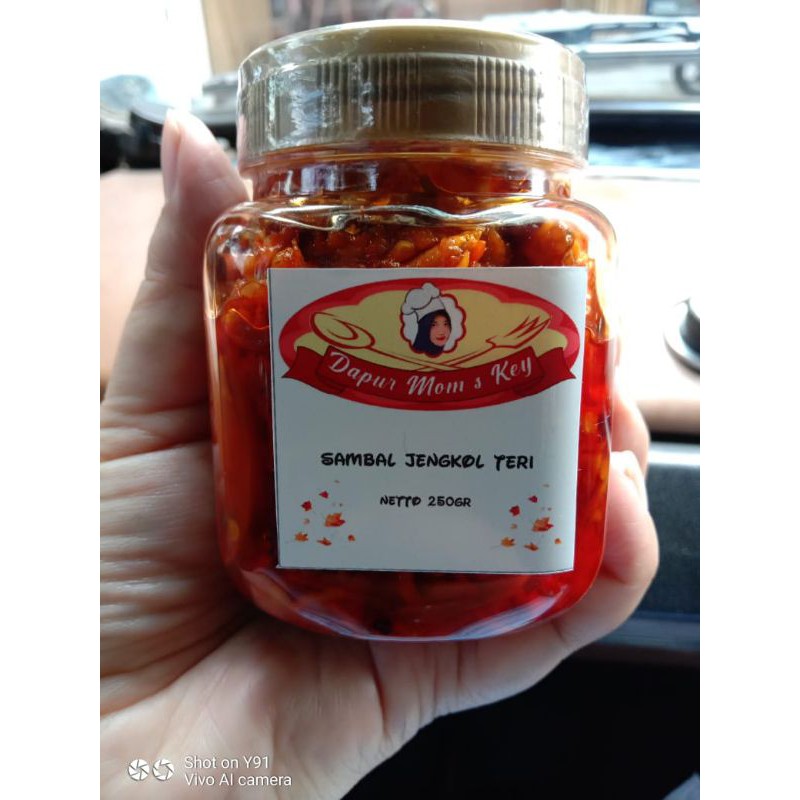 Dapur Mom s Key
SAMBAL JENGKOL TERI
NETTO 250GR
Shot on Y91
Vivo AI camera